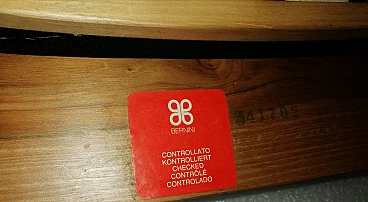 BERNINI
CONTROLLATO
KONTROLLIERT
CHECKED
CONTRÔLÉ
CONTROLADO